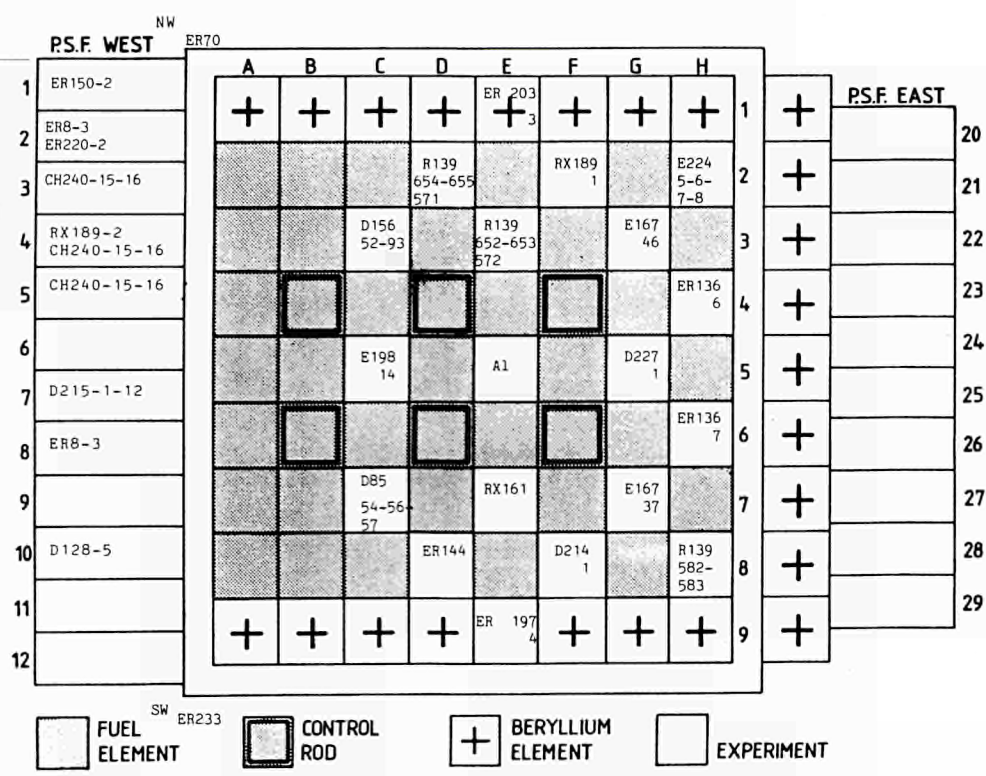 NW
P.S.F. WEST
ER70
A B C D E F G H
P.S.F. EAST
1 ER150-2
2 ER8-3
ER220-2
3 CH240-15-16
4 RX189-2
CH240-15-16
5 CH240-15-16
6
7 D215-1-12
8 ER8-3
9
10 D128-5
11
12
ER 203
3
1
R139
654-655
571
RX189
1
E224
5-6-
7-8
2
D156
52-93
R139
652-653
572
E167
46
3
ER136
6
4
E198
14
A1
D227
1
5
ER136
7
6
D85
54-56-
57
RX161
E167
37
7
ER144
D214
1
R139
582-
583
8
ER 197
4
9
20
21
22
23
24
25
26
27
28
29
SW
ER233
FUEL
ELEMENT
CONTROL
ROD
BERYLLIUM
ELEMENT
EXPERIMENT